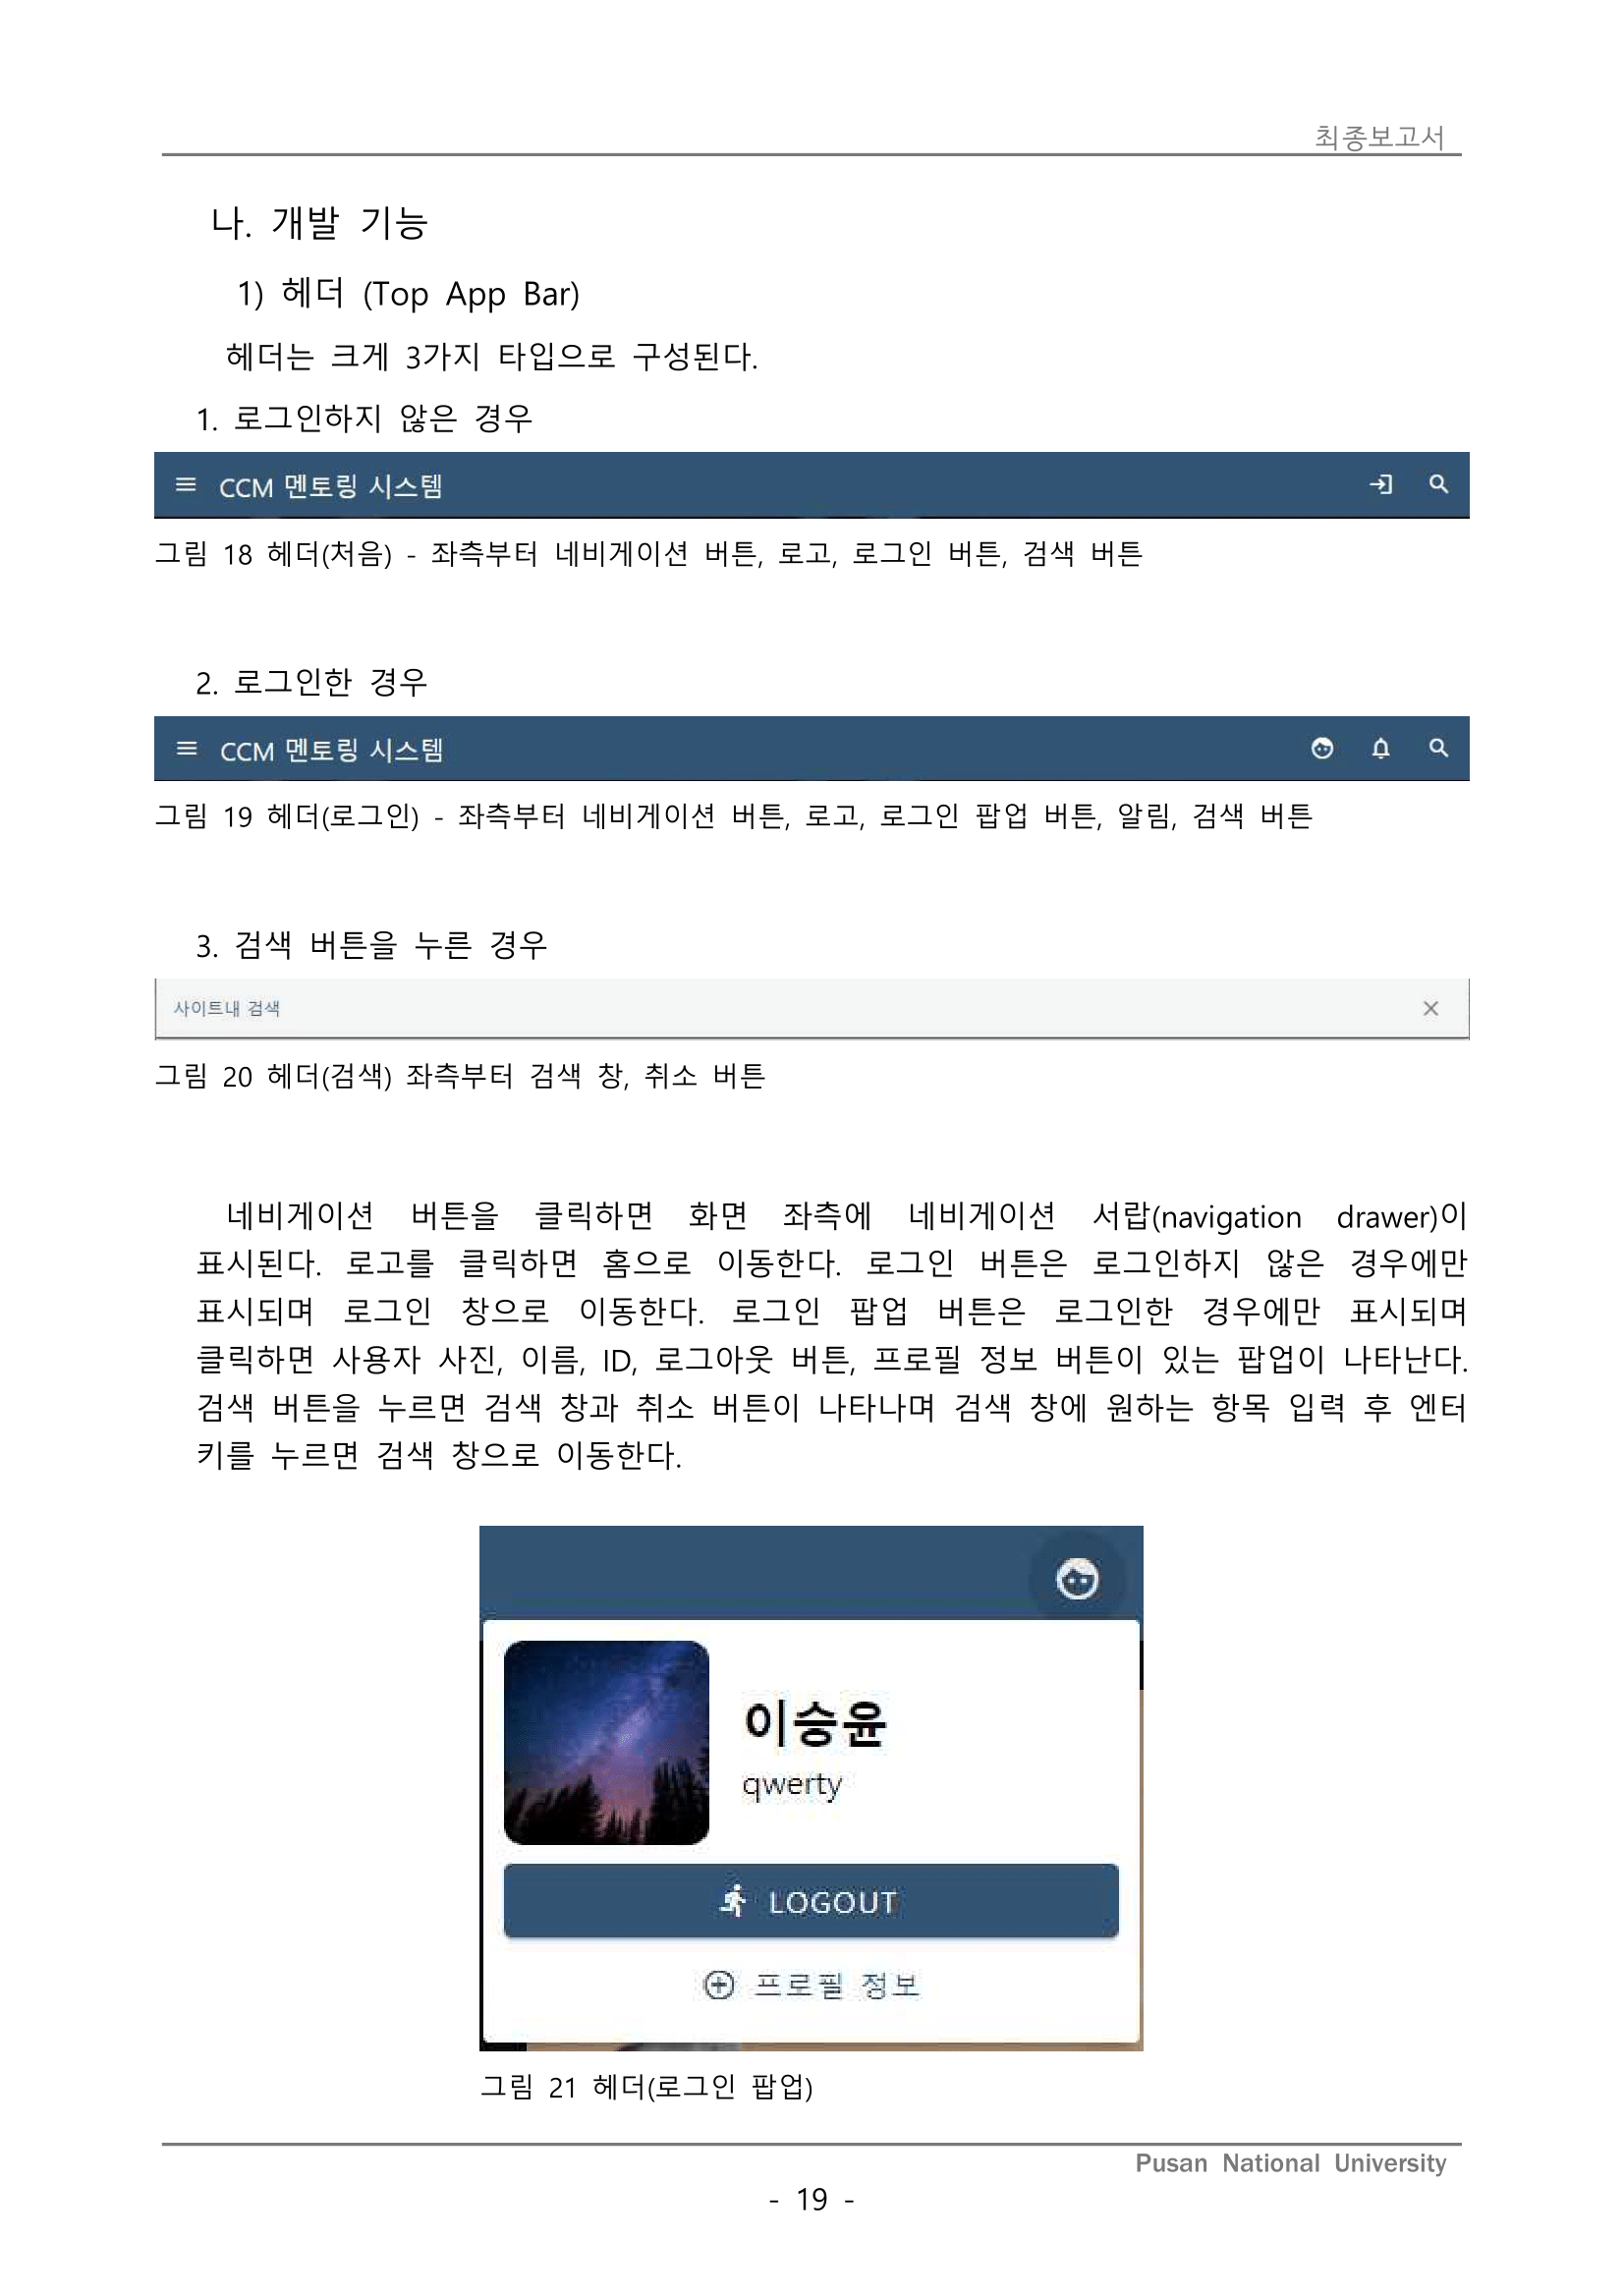 최종보고서
나. 개발 기능
1) 헤더 (Top App Bar)
헤더는 크게 3가지 타입으로 구성된다.
1. 로그인하지 않은 경우
CCM 멘토링 시스템
그림 18 헤더(처음) - 좌측부터 네비게이션 버튼, 로고, 로그인 버튼, 검색 버튼
2. 로그인한 경우
CCM 멘토링 시스템
그림 19 헤더(로그인) - 좌측부터 네비게이션 버튼, 로고, 로그인 팝업 버튼, 알림, 검색 버튼
3. 검색 버튼을 누른 경우
사이트내 검색
그림 20 헤더(검색) 좌측부터 검색 창, 취소 버튼
네비게이션 버튼을 클릭하면 화면 좌측에 네비게이션 서랍(navigation drawer)이
표시된다. 로고를 클릭하면 홈으로 이동한다. 로그인 버튼은 로그인하지 않은 경우에만
표시되며 로그인 창으로 이동한다. 로그인 팝업 버튼은 로그인한 경우에만 표시되며
클릭하면 사용자 사진, 이름, ID, 로그아웃 버튼, 프로필 정보 버튼이 있는 팝업이 나타난다.
검색 버튼을 누르면 검색 창과 취소 버튼이 나타나며 검색 창에 원하는 항목 입력 후 엔터
키를 누르면 검색 창으로 이동한다.
이승윤
qwerty
LOGOUT
프로필 정보
그림 21 헤더(로그인 팝업)
Pusan National University
- 19 -